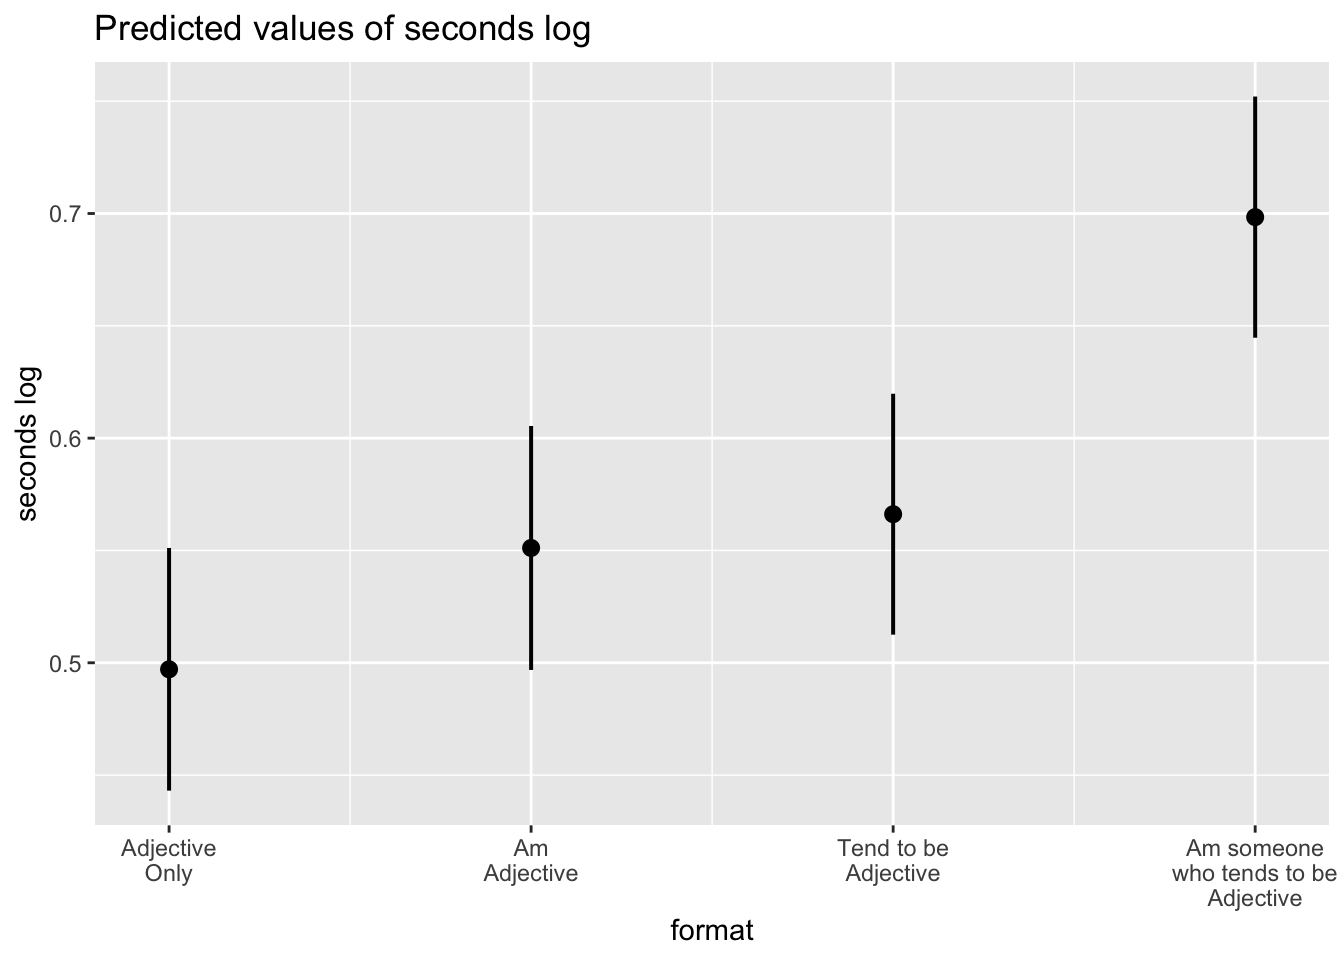 Predicted values of seconds log
seconds log
0.7
0.6
0.5
Adjective
Only
Am
Adjective
Tend to be
Adjective
Am someone
who tends to be
Adjective
format